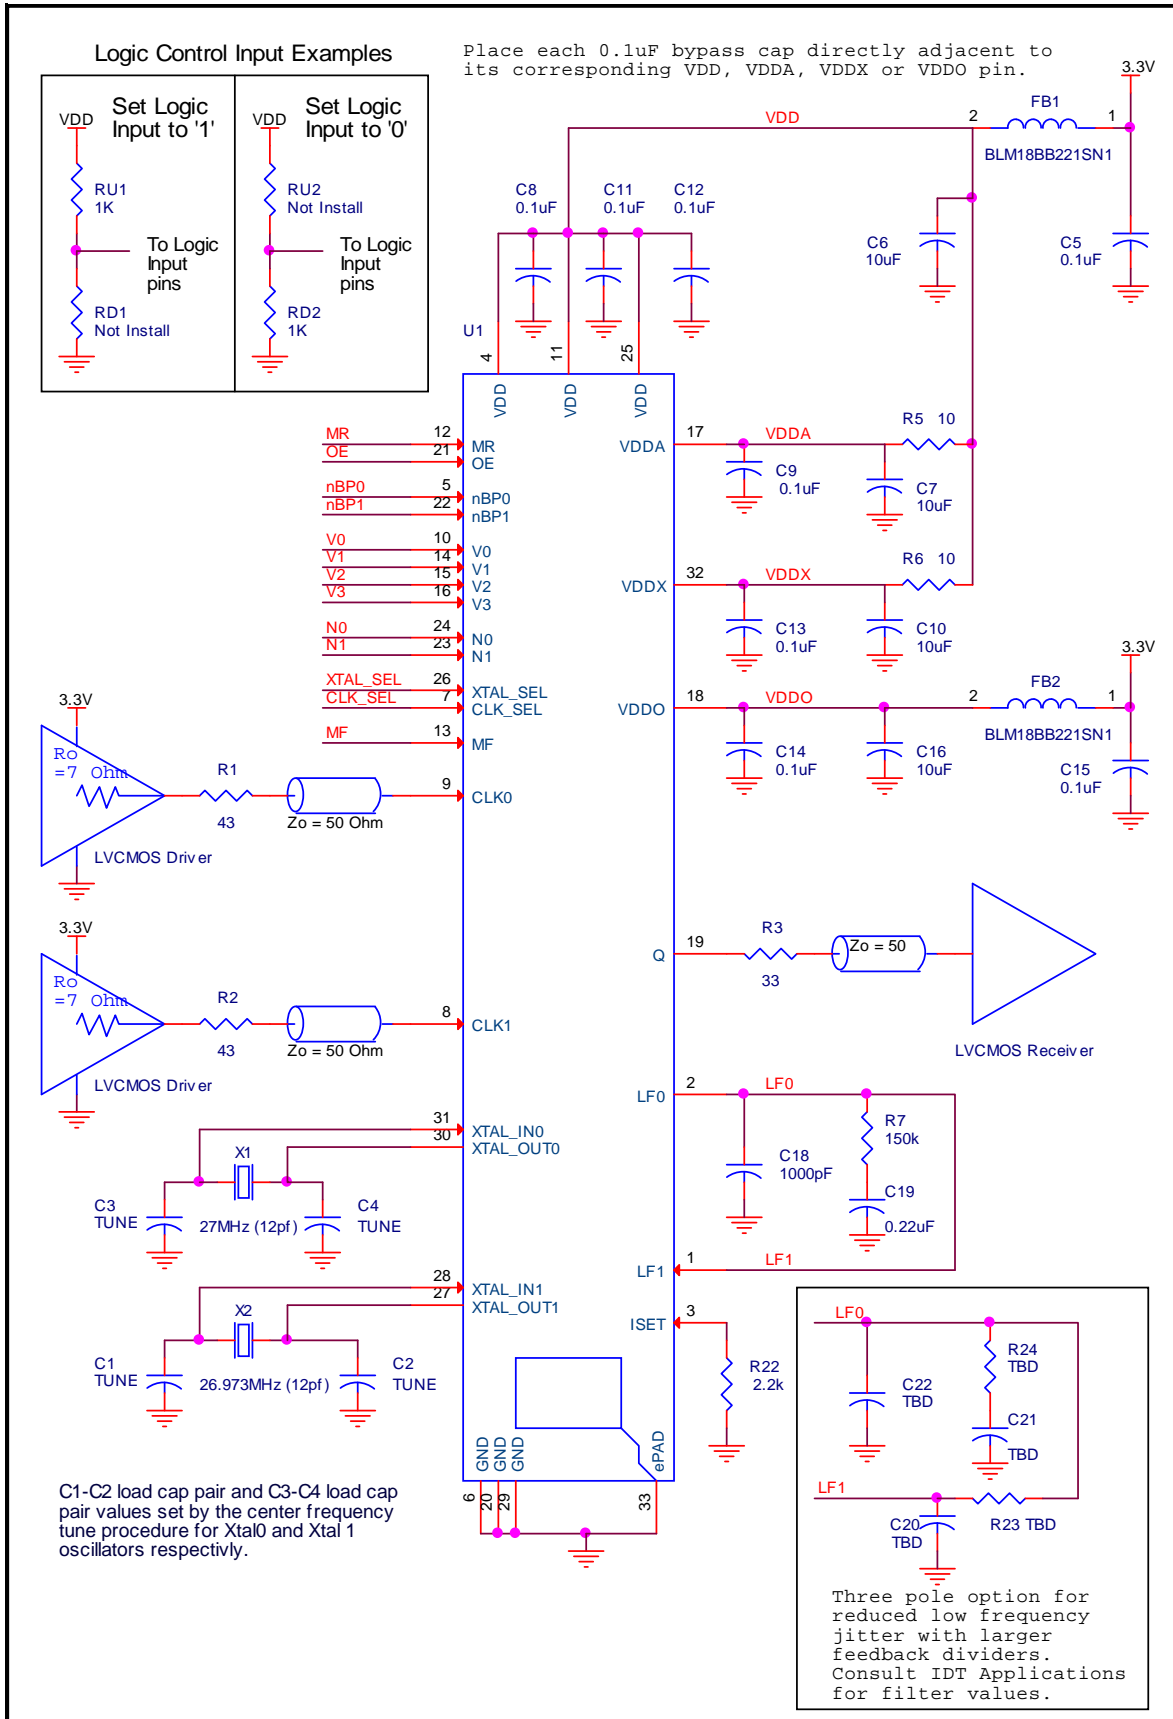 Logic Control Input Examples
Place each 0.1uF bypass cap directly adjacent to
its corresponding VDD, VDDA, VDDX or VDDO pin.
VDD
Set Logic
Input to '1'
RU1
1K
To Logic
Input
pins
RD1
Not Install
VDD
Set Logic
Input to '0'
RU2
Not Install
To Logic
Input
pins
RD2
1K
3.3V
VDD
2
FB1
1
BLM18BB221SN1
C8
0.1uF
C11
0.1uF
C12
0.1uF
C6
10uF
C5
0.1uF
U1
4
11
25
VDD
VDD
VDD
MR
12
MR
OE
21
OE
nBP0
5
nBP0
nBP1
22
nBP1
V0
10
V0
V1
14
V1
V2
15
V2
V3
16
V3
N0
24
N0
N1
23
N1
XTAL_SEL
26
XTAL_SEL
CLK_SEL
7
CLK_SEL
MF
13
MF
VDDA
17
VDDA
R5 10
C9
0.1uF
C7
10uF
VDDX
32
VDDX
R6 10
C13
0.1uF
C10
10uF
VDDO
18
VDDO
2
FB2
1
3.3V
BLM18BB221SN1
C14
0.1uF
C16
10uF
C15
0.1uF
3.3V
Ro
=7 Ohm
R1
43
Zo = 50 Ohm
9
CLK0
LVCMOS Driver
3.3V
Ro
=7 Ohm
R2
43
Zo = 50 Ohm
8
CLK1
LVCMOS Driver
Q
19
R3
33
Zo = 50
LVCMOS Receiver
31
XTAL_IN0
30
XTAL_OUT0
X1
C3
TUNE
27MHz (12pf)
C4
TUNE
28
XTAL_IN1
27
XTAL_OUT1
X2
C1
TUNE
26.973MHz (12pf)
C2
TUNE
LF0
2
LF0
C18
1000pF
R7
150k
C19
0.22uF
LF1
1
LF1
ISET
3
R22
2.2k
GND
GND
GND
ePAD
6
20
29
33
C1-C2 load cap pair and C3-C4 load cap
pair values set by the center frequency
tune procedure for Xtal0 and Xtal 1
oscillators respectivly.
LF0
R24
TBD
C22
TBD
C21
TBD
LF1
C20
TBD
R23 TBD
Three pole option for
reduced low frequency
jitter with larger
feedback dividers.
Consult IDT Applications
for filter values.